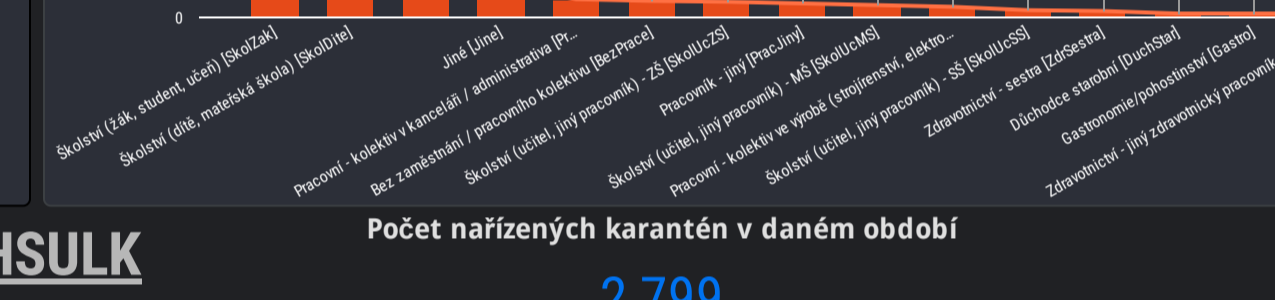 0
Školství (žák, student, učeň) [SkolZak]
Školství (dítě, mateřská škola) [SkolDite]
Jiné [Jine]
Pracovní - kolektiv v kanceláři / administrativa [Pr...
Bez zaměstnání / pracovního kolektivu [BezPrace]
Školství (učitel, jiný pracovník) - ZŠ [SkolUcZS]
Pracovník - jiný [PracJiny]
Školství (učitel, jiný pracovník) - MŠ [SkolUcMS]
Pracovní - kolektiv ve výrobě (strojírenství, elektro...
Školství (učitel, jiný pracovník) - SŠ [SkolUcSS]
Zdravotnictví - sestra [ZdrSestra]
Důchodce starobní [DuchStar]
Gastronomie/pohostinství [Gastro]
Zdravotnictví - jiný zdravotnický pracovník
HSULK
Počet nařízených karantén v daném období
2 799